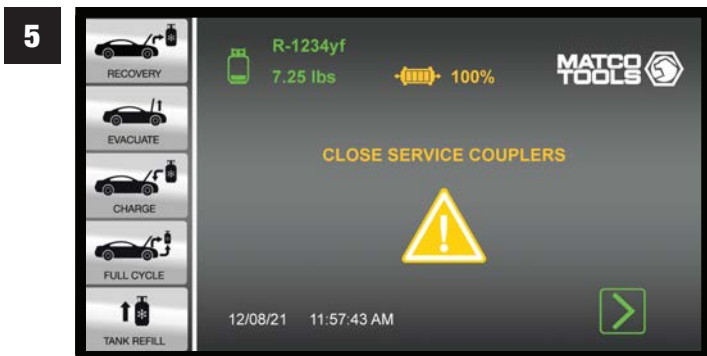 5
RECOVERY
EVACUATE
CHARGE
FULL CYCLE
TANK REFILL
R-1234yf
7.25 lbs
100%
MATCO
TOOLS
CLOSE SERVICE COUPLERS
12/08/21 11:57:43 AM